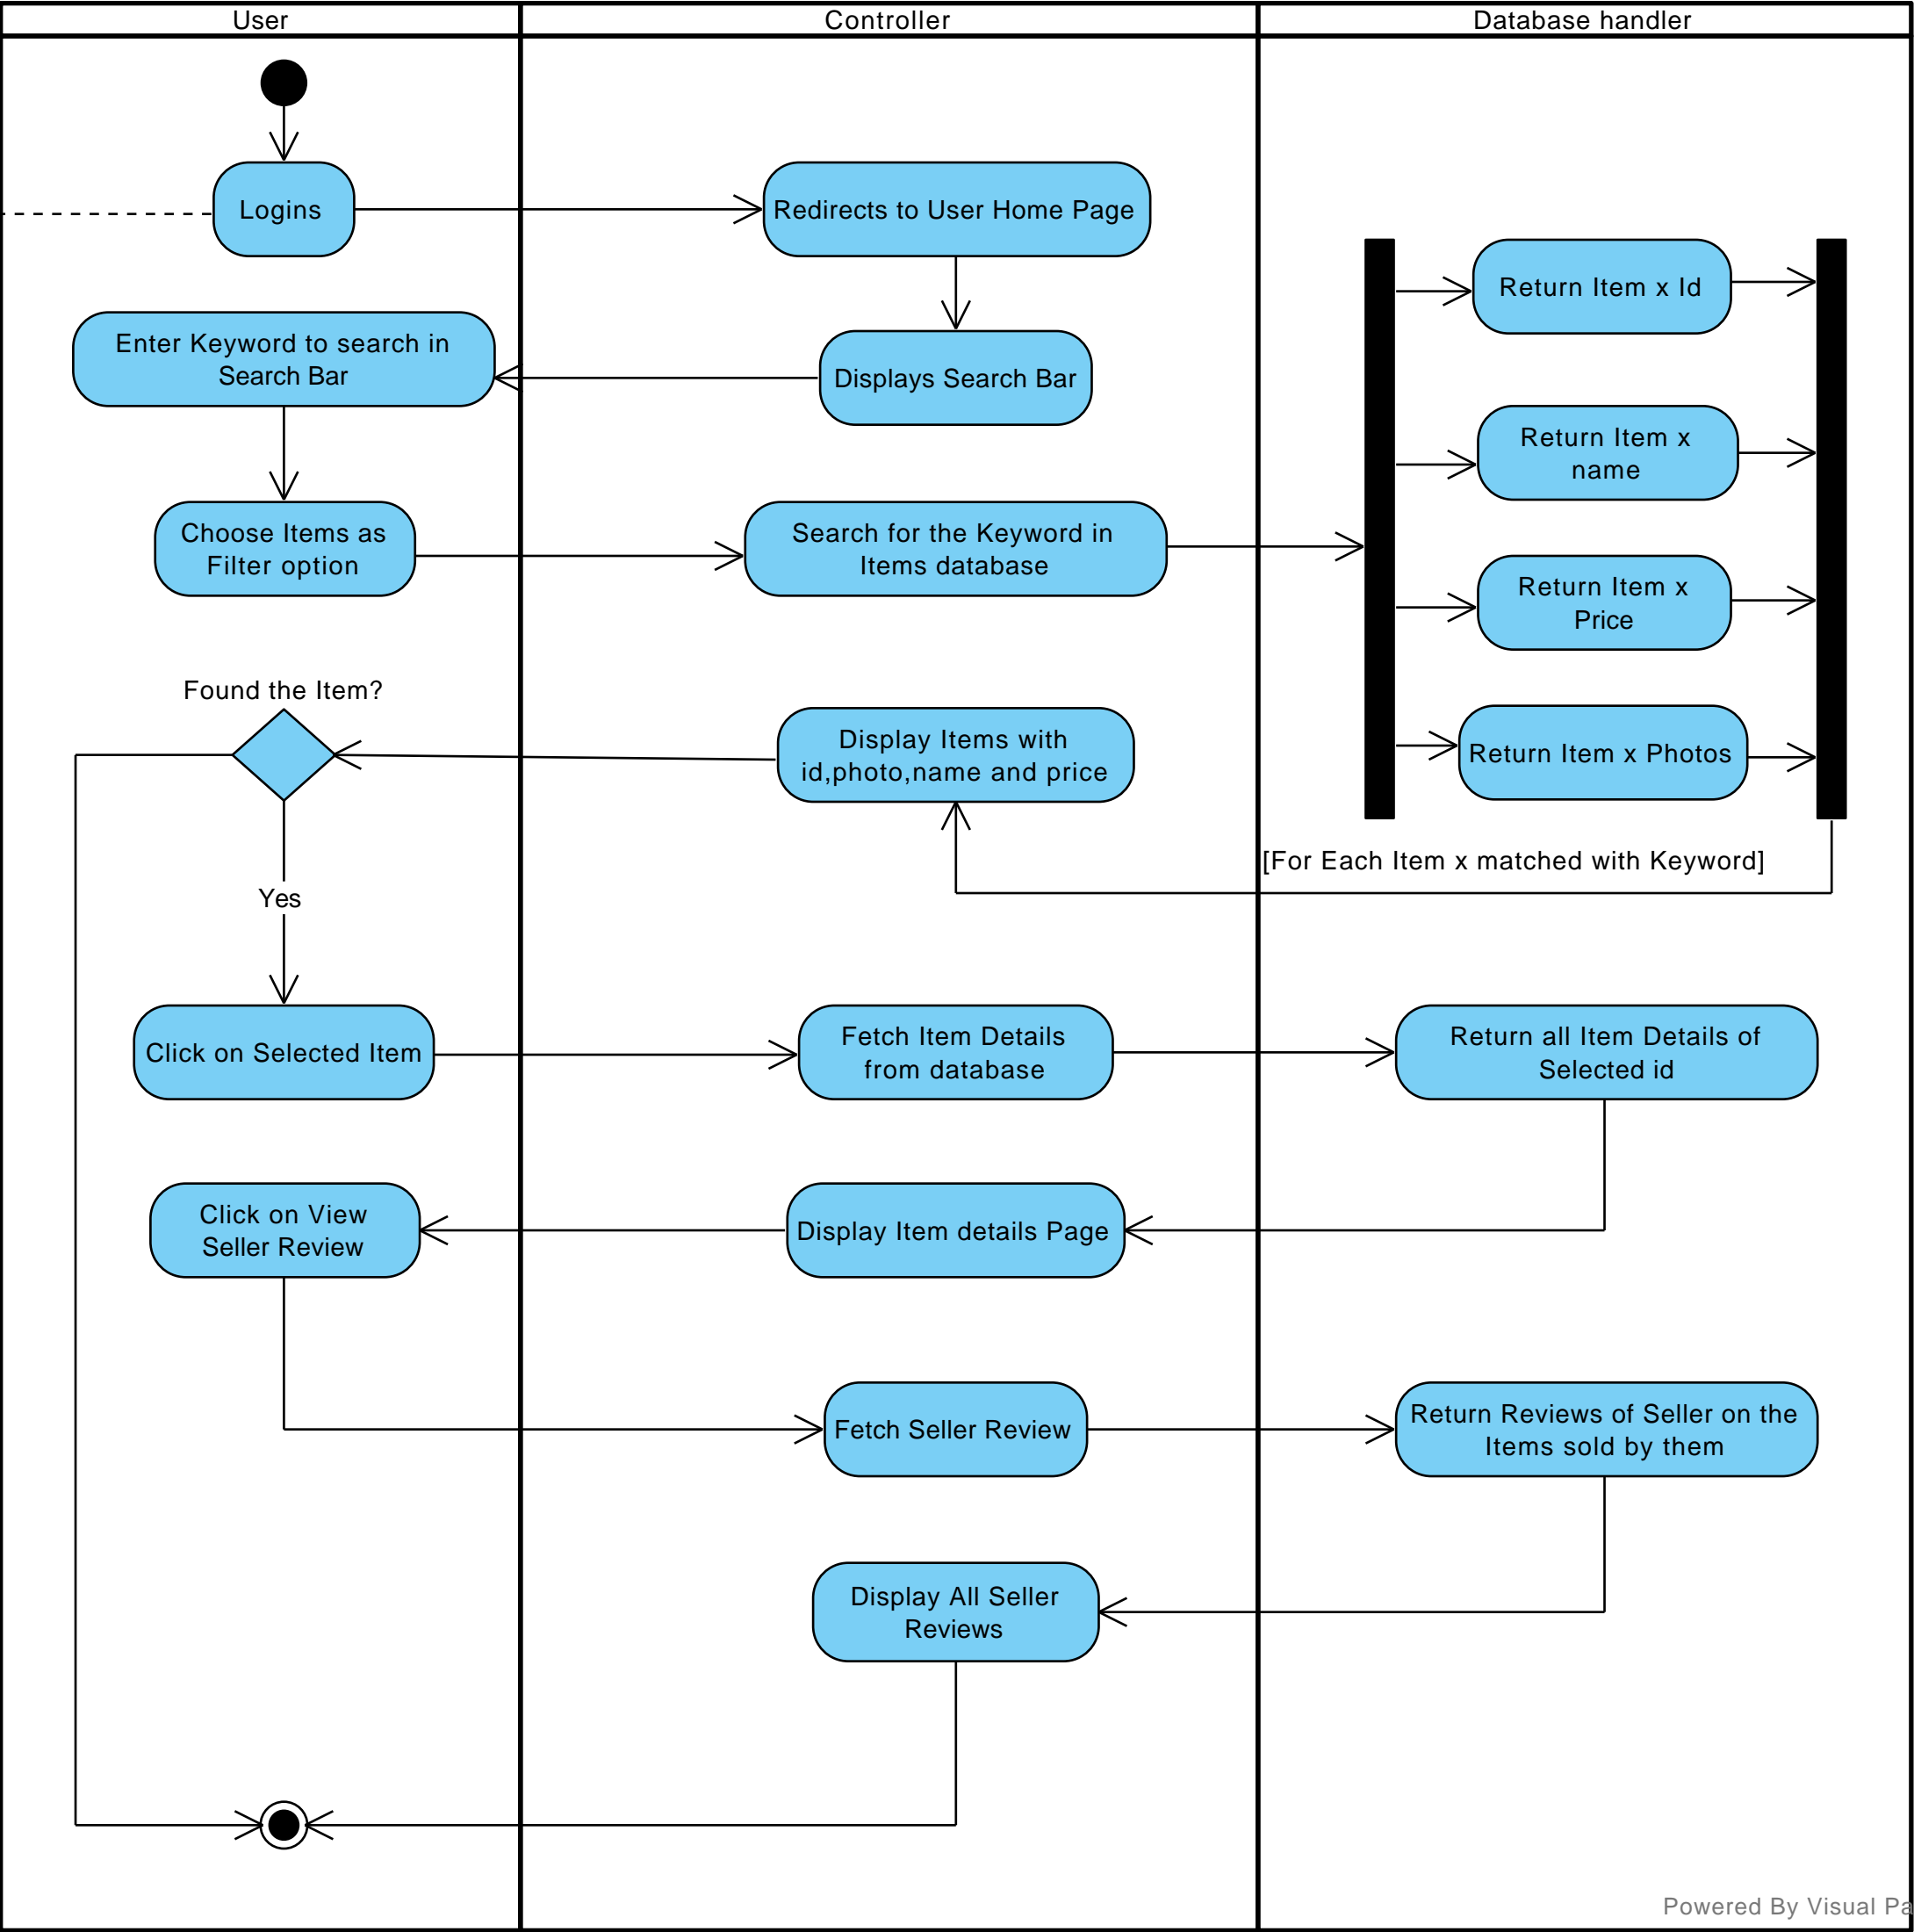 User
Controller
Database handler
Logins
Redirects to User Home Page
Return Item x Id
Enter Keyword to search in
Search Bar
Displays Search Bar
Return Item x
name
Choose Items as
Filter option
Search for the Keyword in
Items database
Return Item x
Price
Found the Item?
Display Items with
id,photo,name and price
Return Item x Photos
[For Each Item x matched with Keyword]
Yes
Click on Selected Item
Fetch Item Details
from database
Return all Item Details of
Selected id
Click on View
Seller Review
Display Item details Page
Fetch Seller Review
Return Reviews of Seller on the
Items sold by them
Display All Seller
Reviews
Powered By Visual Pa